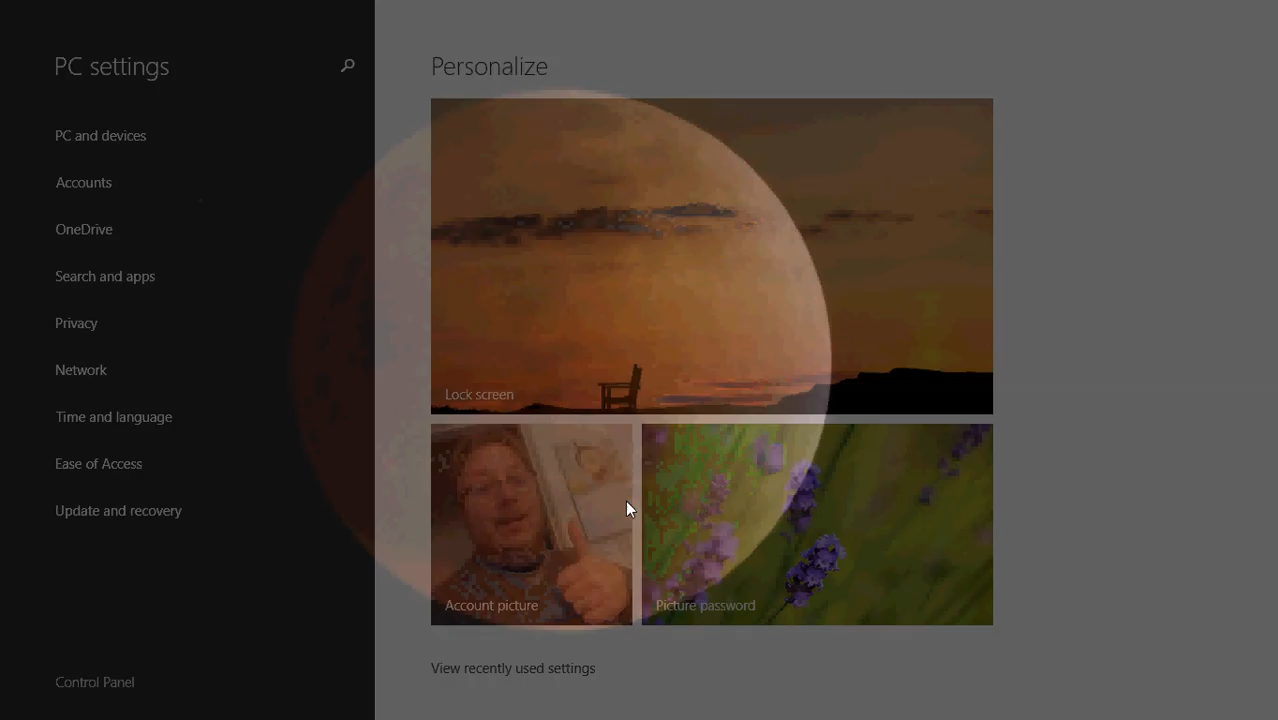 PC settings
PC and devices
Accounts
OneDrive
Search and apps
Privacy
Network
Time and language
Ease of Access
Update and recovery
Control Panel
Personalize
Lock screen
Account picture
Picture password
View recently used settings